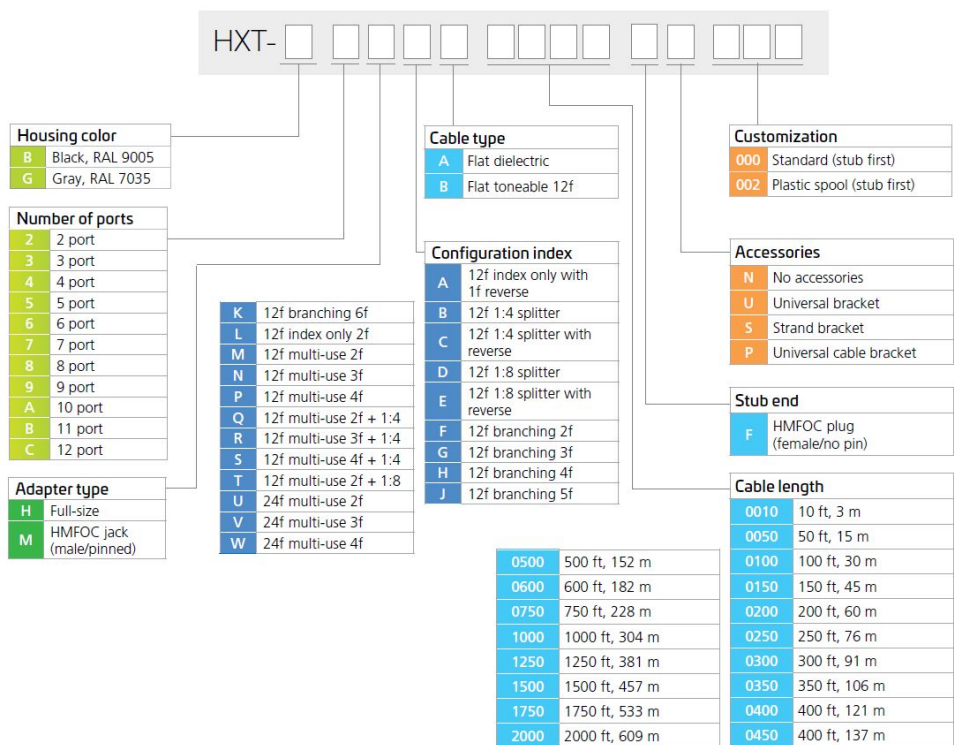 HXT-
Housing color
B Black, RAL 9005
G Gray, RAL 7035
Number of ports
2 2 port
3 3 port
4 4 port
5 5 port
6 6 port
7 7 port
8 8 port
9 9 port
A 10 port
B 11 port
C 12 port
Adapter type
H Full-size
M HMFOC jack
(male/pinned)
K 12f branching 6f
L 12f index only 2f
M 12f multi-use 2f
N 12f multi-use 3f
P 12f multi-use 4f
Q 12f multi-use 2f + 1:4
R 12f multi-use 3f + 1:4
S 12f multi-use 4f + 1:4
T 12f multi-use 2f + 1:8
U 24f multi-use 2f
V 24f multi-use 3f
W 24f multi-use 4f
Cable type
A Flat dielectric
B Flat toneable 12f
Configuration index
A 12f index only with
1f reverse
B 12f 1:4 splitter
C 12f 1:4 splitter with
reverse
D 12f 1:8 splitter
E 12f 1:8 splitter with
reverse
F 12f branching 2f
G 12f branching 3f
H 12f branching 4f
J 12f branching 5f
0500 500 ft, 152 m
0600 600 ft, 182 m
0750 750 ft, 228 m
1000 1000 ft, 304 m
1250 1250 ft, 381 m
1500 1500 ft, 457 m
1750 1750 ft, 533 m
2000 2000 ft, 609 m
Customization
000 Standard (stub first)
002 Plastic spool (stub first)
Accessories
N No accessories
U Universal bracket
S Strand bracket
P Universal cable bracket
Stub end
F HMFOC plug
(female/no pin)
Cable length
0010 10 ft, 3 m
0050 50 ft, 15 m
0100 100 ft, 30 m
0150 150 ft, 45 m
0200 200 ft, 60 m
0250 250 ft, 76 m
0300 300 ft, 91 m
0350 350 ft, 106 m
0400 400 ft, 121 m
0450 400 ft, 137 m